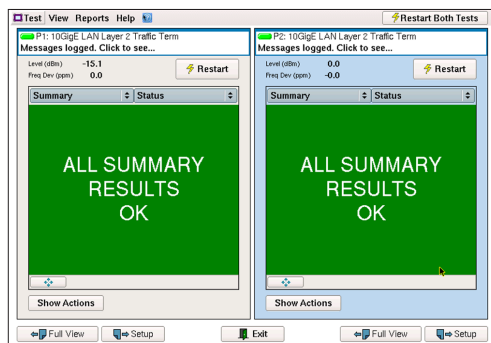 Test View Reports Help
Restart Both Tests
P1: 10GigE LAN Layer 2 Traffic Term
Messages logged. Click to see...
Level (dBm) -15.1
Freq Dev (ppm) 0.0
Restart
Summary Status
ALL SUMMARY
RESULTS
OK
Show Actions
P2: 10GigE LAN Layer 2 Traffic Term
Messages logged. Click to see...
Level (dBm) 0.0
Freq Dev (ppm) -0.0
Restart
Summary Status
ALL SUMMARY
RESULTS
OK
Show Actions
Full View Setup Exit Full View Setup